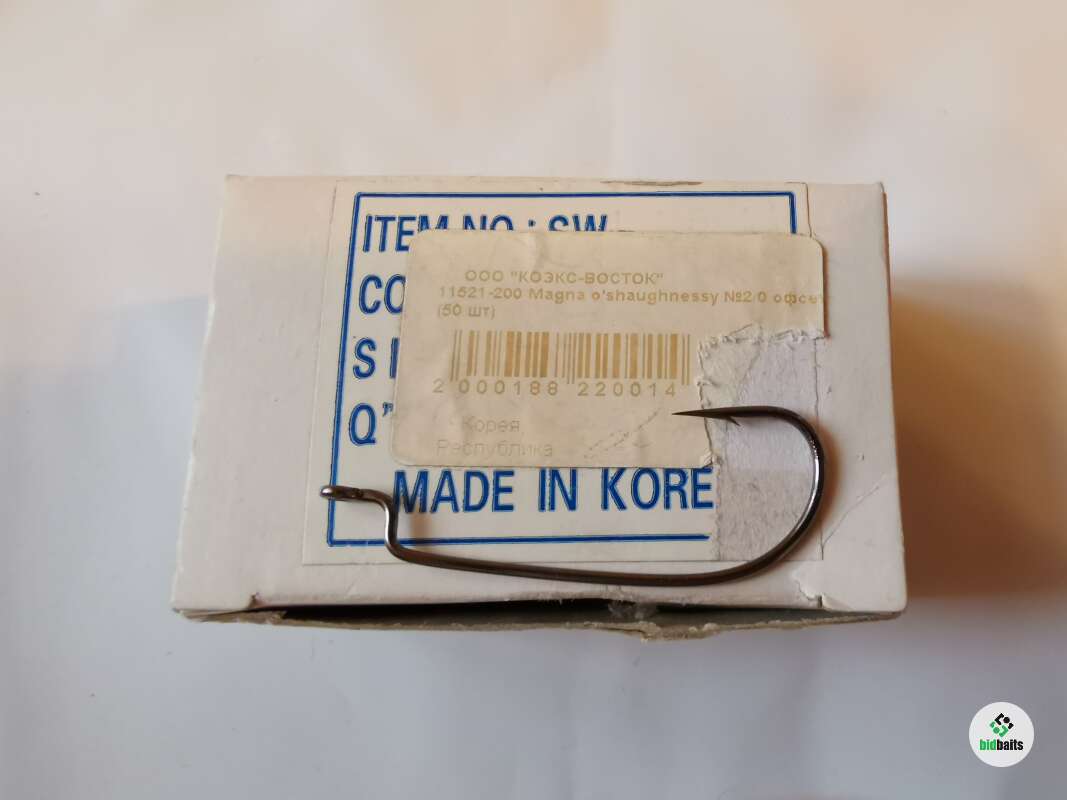 ITEM NO : SW-
CO
S I
Q'
ООО "КОЭКС-ВОСТОК"
11521-200 Magna o'shaughnessy №2/0 офсет
(50 шт)
2 000188 220014
Корея,
Республика
MADE IN KORE
bidbaits